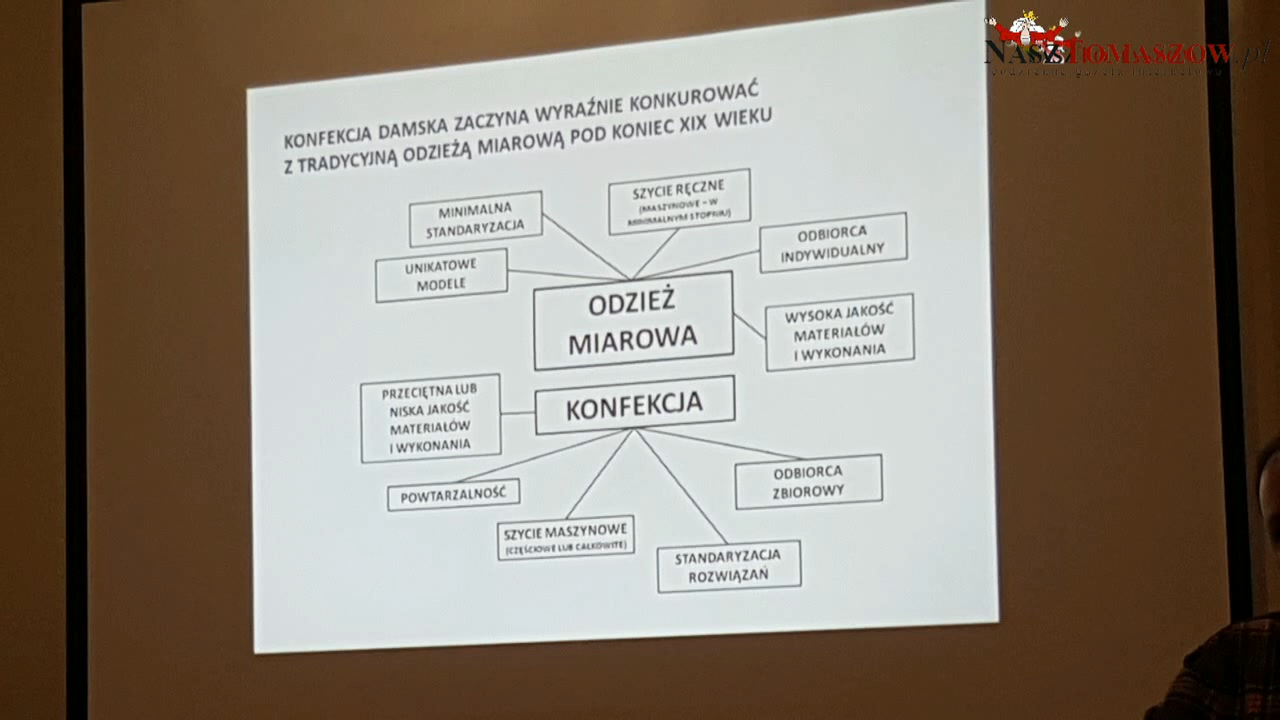 NaszTomaszow.pl
KONFEKCJA DAMSKA ZACZYNA WYRAŹNIE KONKUROWAĆ
Z TRADYCYJNĄ ODZIEŻĄ MIAROWĄ POD KONIEC XIX WIEKU
MINIMALNA
STANDARYZACJA
SZYCIE RĘCZNE
(MASZYNOWE – W
MINIMALNYM STOPNIU)
ODBIORCA
INDYWIDUALNY
UNIKATOWE
MODELE
ODZIEŻ
MIAROWA
WYSOKA JAKOŚĆ
MATERIAŁÓW
I WYKONANIA
PRZECIĘTNA LUB
NISKA JAKOŚĆ
MATERIAŁÓW
I WYKONANIA
KONFEKCJA
POWTARZALNOŚĆ
ODBIORCA
ZBIOROWY
SZYCIE MASZYNOWE
(CZĘŚCIOWE LUB CAŁKOWITE)
STANDARYZACJA
ROZWIĄZAŃ